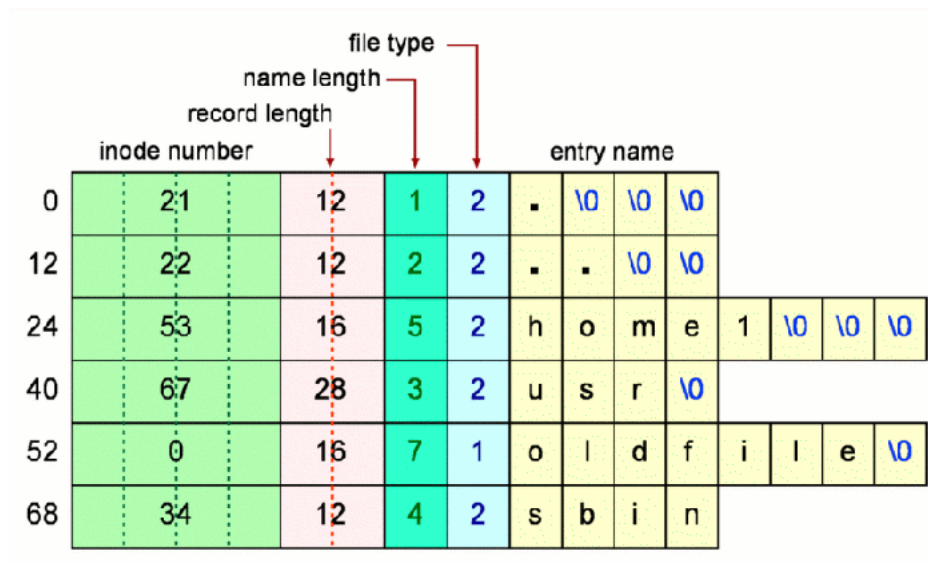 file type
name length
record length
inode number entry name
0 21 12 1 2 . \0 \0 \0
12 22 12 2 2 . . \0 \0
24 53 16 5 2 h o m e 1 \0 \0 \0
40 67 28 3 2 u s r \0
52 0 16 7 1 o l d f i l e \0
68 34 12 4 2 s b i n